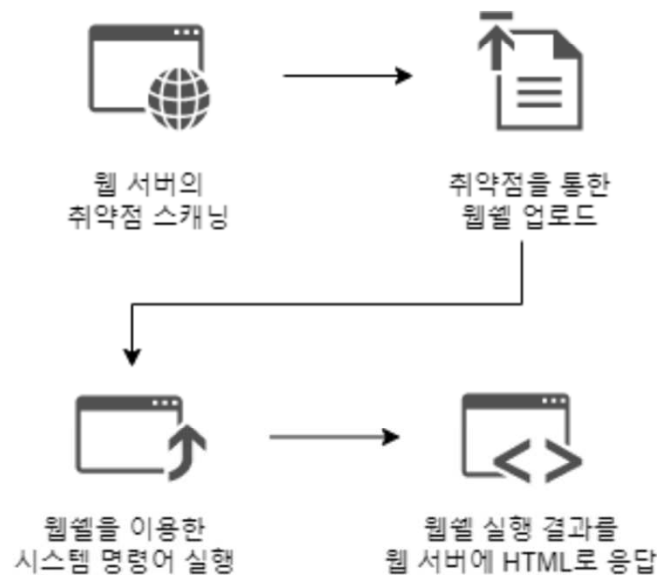 웹 서버의
취약점 스캐닝
취약점을 통한
웹쉘 업로드
웹쉘을 이용한
시스템 명령어 실행
웹쉘 실행 결과를
웹 서버에 HTML로 응답